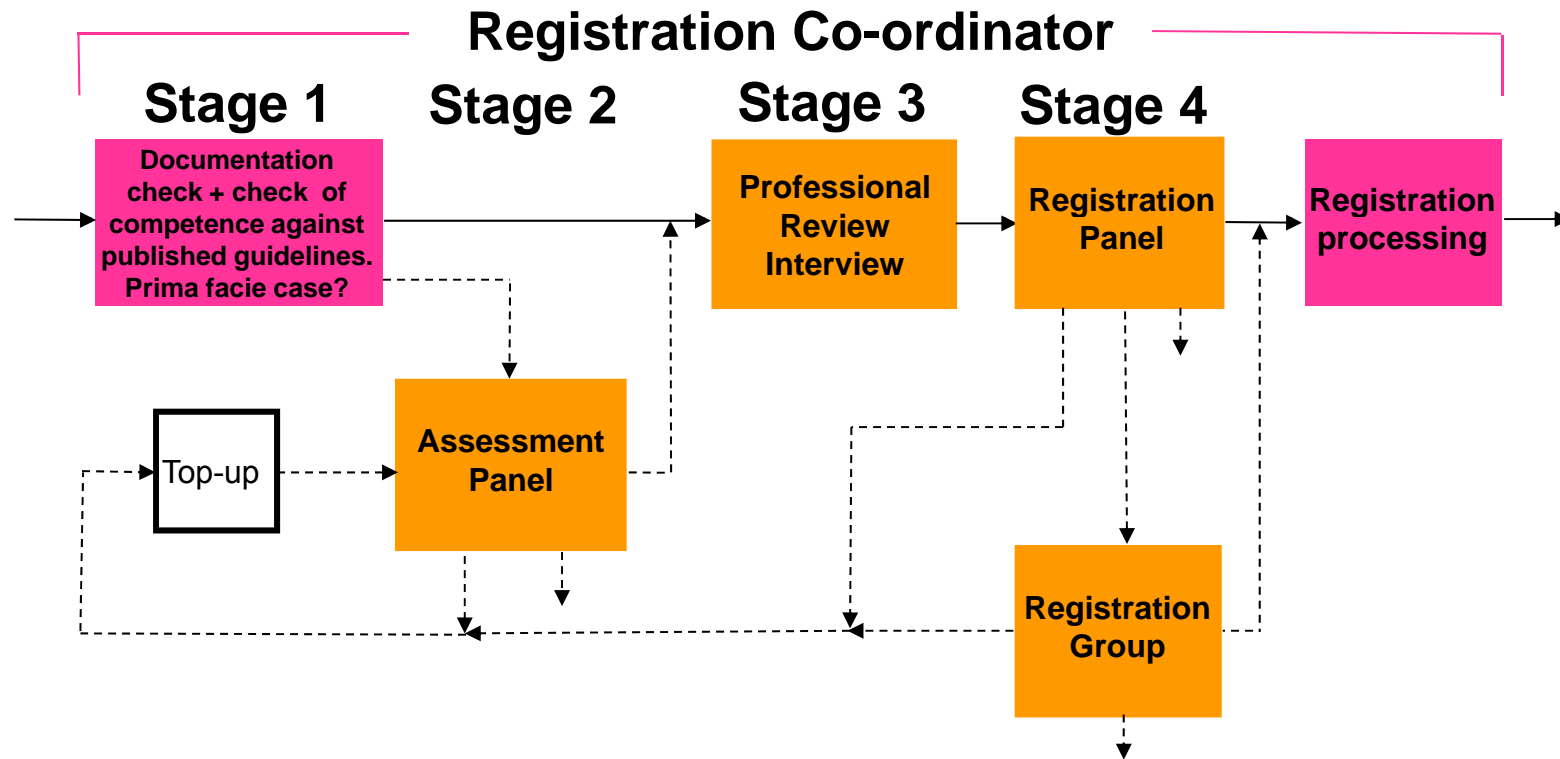 Registration Co-ordinator
Stage 1
Stage 2
Stage 3
Stage 4
Documentation
check + check of
competence against
published guidelines.
Prima facie case?
Professional
Review
Interview
Registration
Panel
Registration
processing
Top-up
Assessment
Panel
Registration
Group